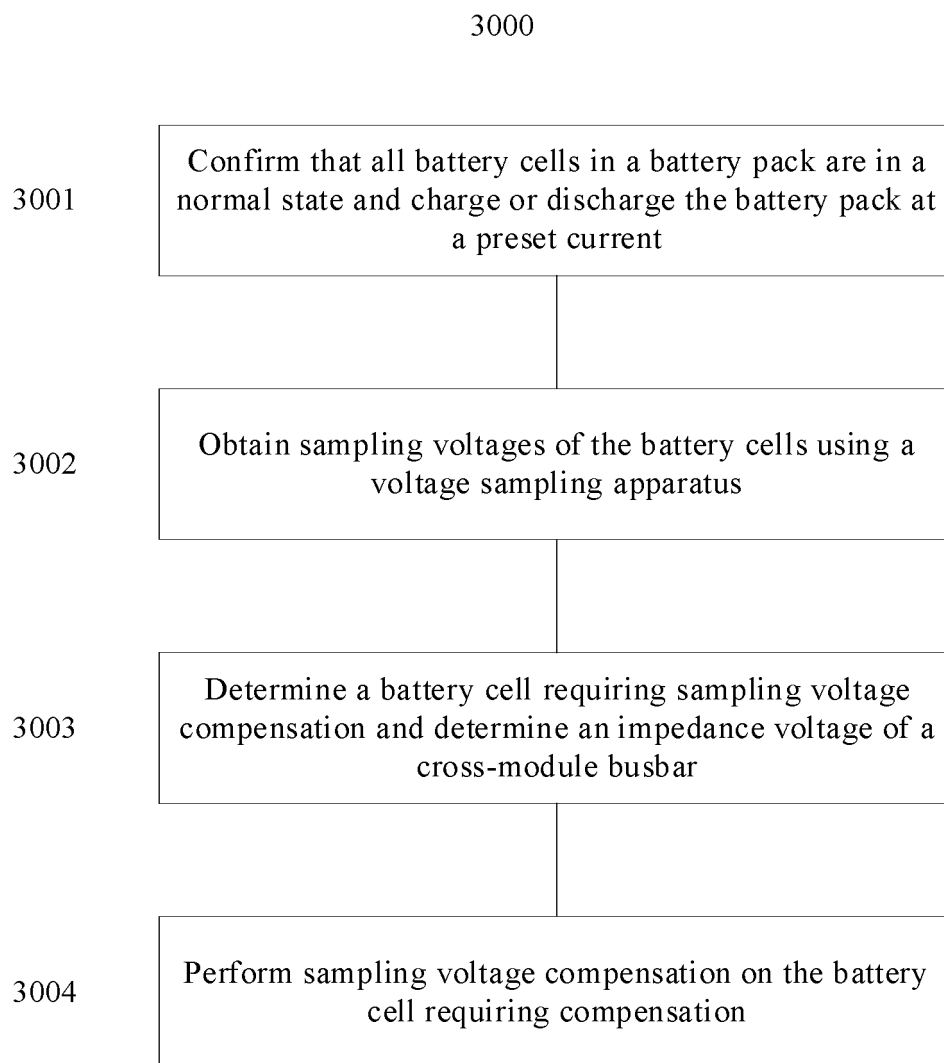 3000
3001
Confirm that all battery cells in a battery pack are in a
normal state and charge or discharge the battery pack at
a preset current
3002
Obtain sampling voltages of the battery cells using a
voltage sampling apparatus
3003
Determine a battery cell requiring sampling voltage
compensation and determine an impedance voltage of a
cross-module busbar
3004
Perform sampling voltage compensation on the battery
cell requiring compensation